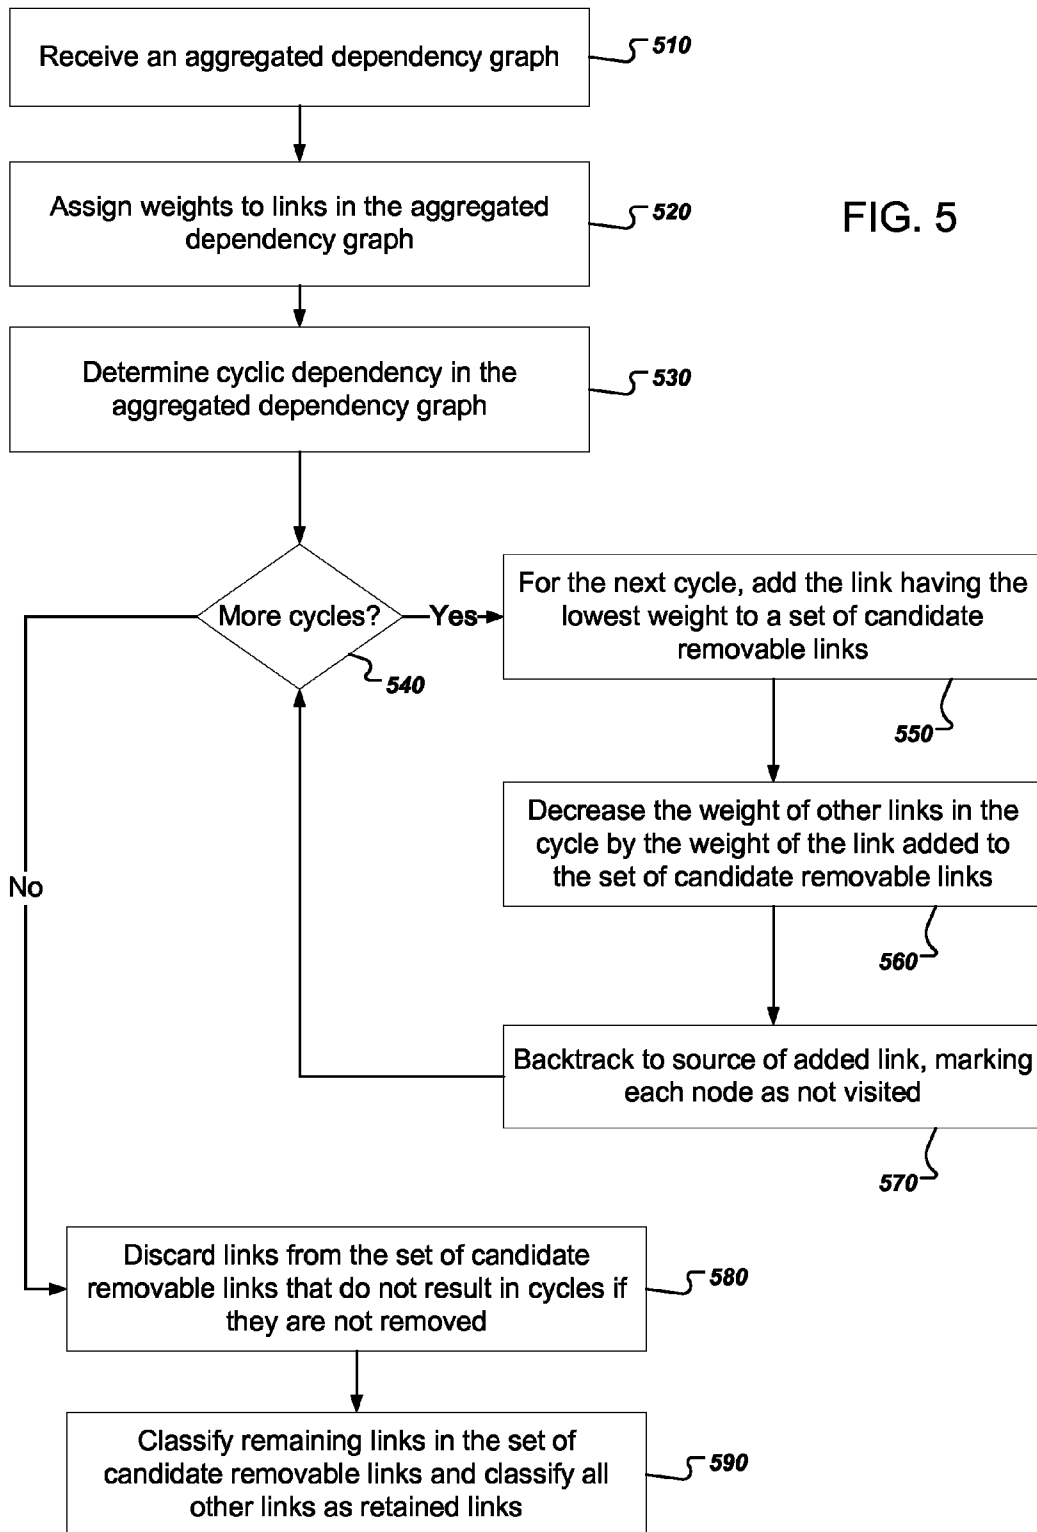 Receive an aggregated dependency graph
510
Assign weights to links in the aggregated
dependency graph
520
FIG. 5
Determine cyclic dependency in the
aggregated dependency graph
530
More cycles?
Yes
540
For the next cycle, add the link having the
lowest weight to a set of candidate
removable links
550
Decrease the weight of other links in the
cycle by the weight of the link added to
the set of candidate removable links
560
No
Backtrack to source of added link, marking
each node as not visited
570
Discard links from the set of candidate
removable links that do not result in cycles if
they are not removed
580
Classify remaining links in the set of
candidate removable links and classify all
other links as retained links
590